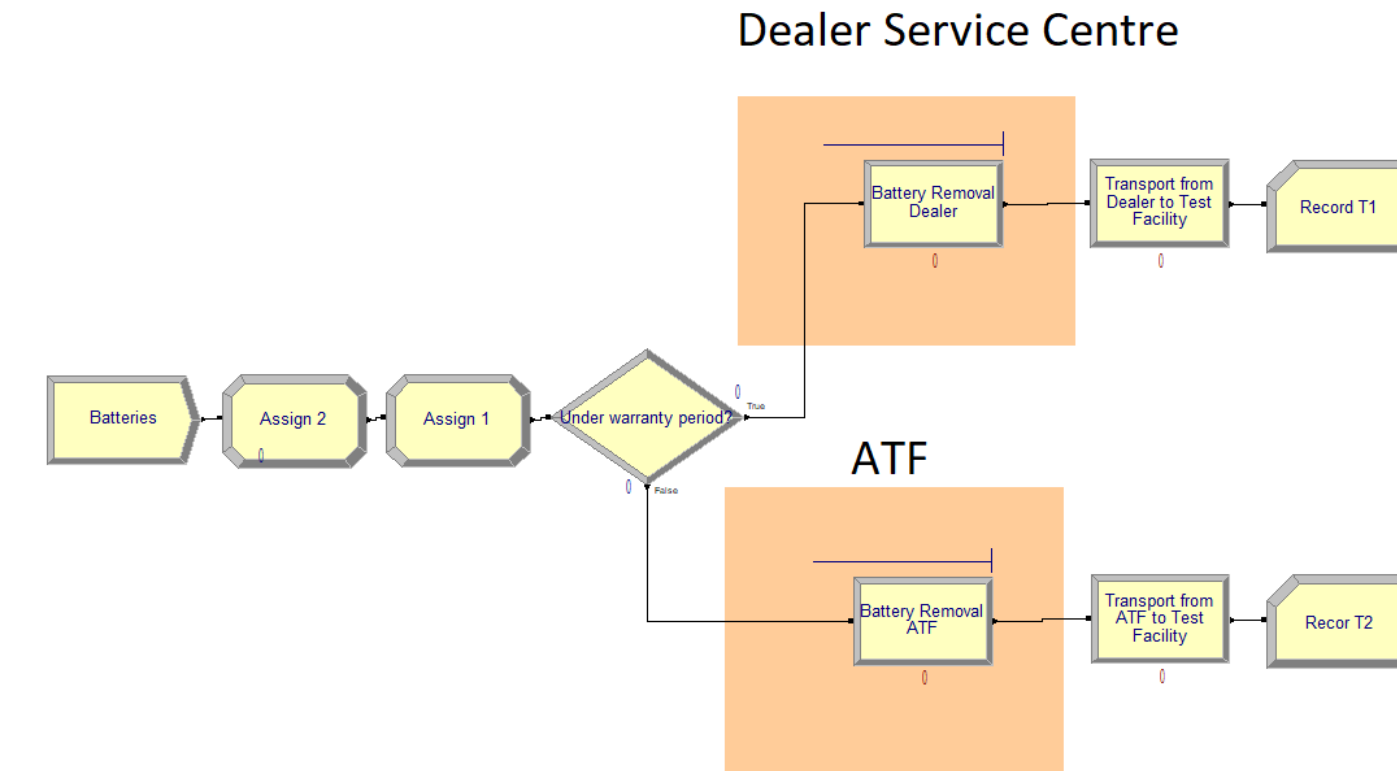 Dealer Service Centre
Battery Removal
Dealer
0
Transport from
Dealer to Test
Facility
0
Record T1
Batteries
Assign 2
0
Assign 1
Under warranty period?
0
True
0
False
ATF
Battery Removal
ATF
0
Transport from
ATF to Test
Facility
0
Recor T2